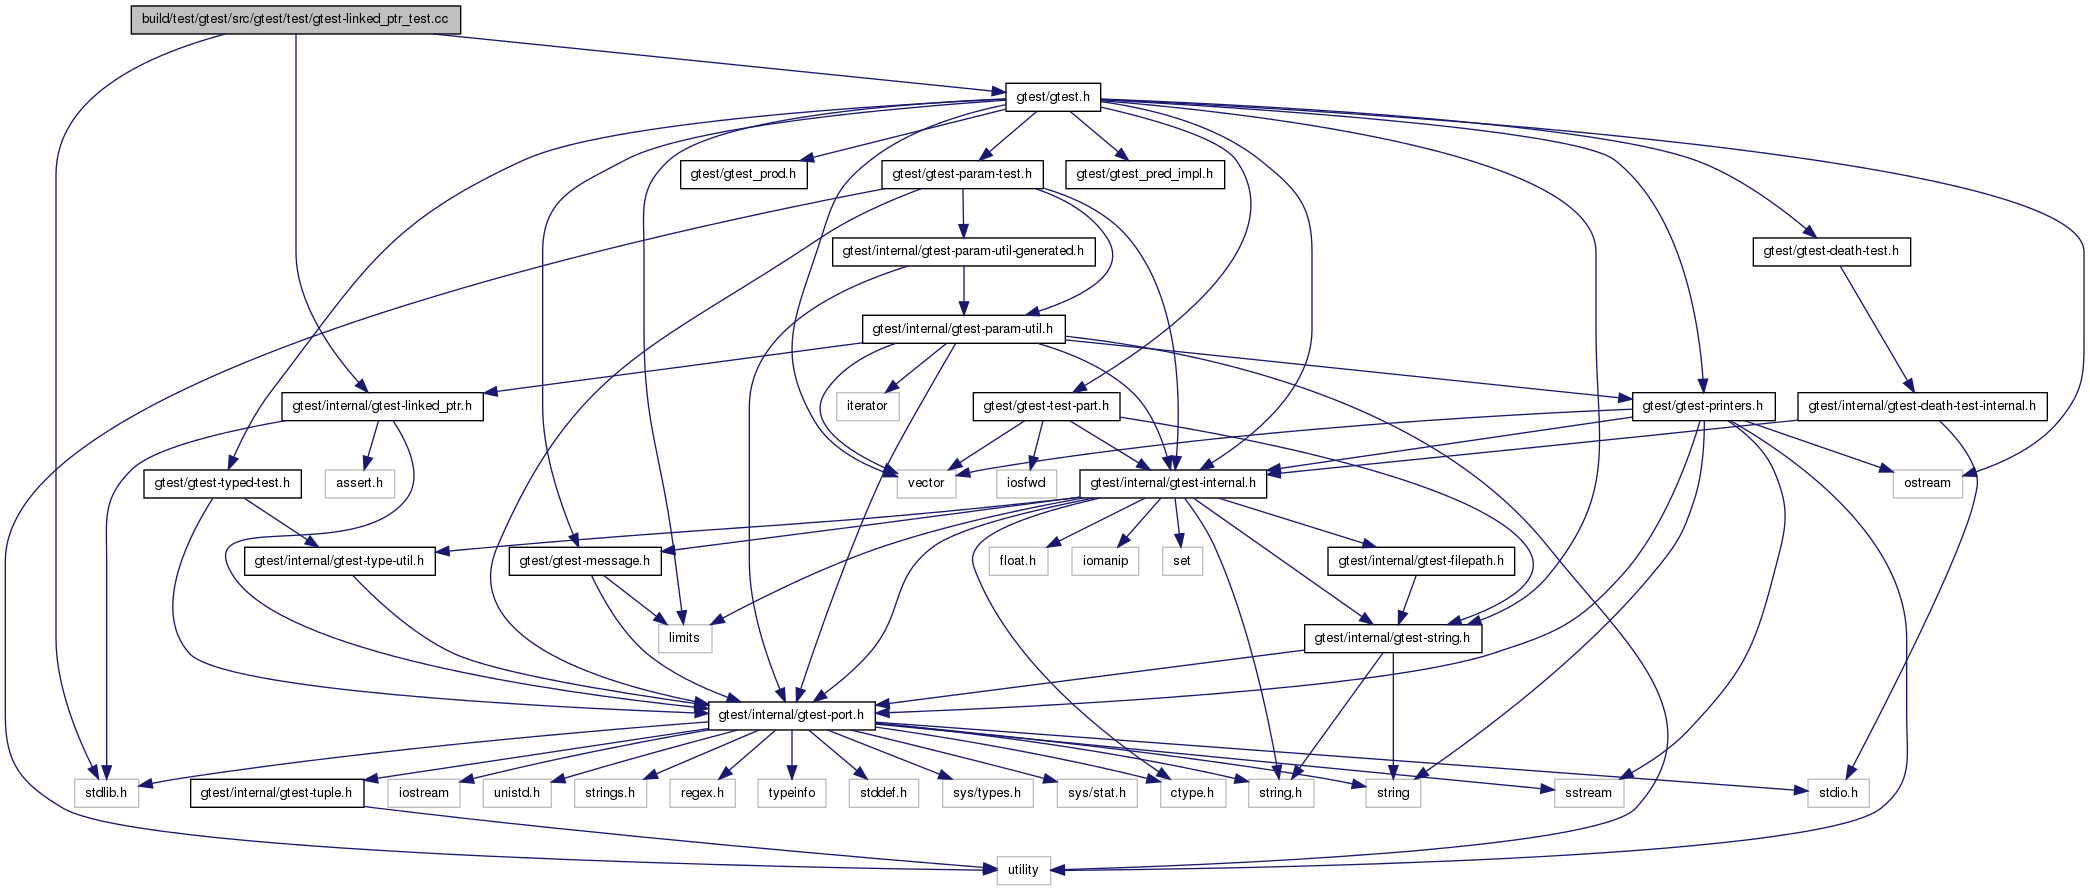 build/test/gtest/src/gtest/test/gtest-linked_ptr_test.cc
gtest/gtest.h
gtest/gtest_prod.h
gtest/gtest-param-test.h
gtest/gtest_pred_impl.h
gtest/internal/gtest-param-util-generated.h
gtest/gtest-death-test.h
gtest/internal/gtest-param-util.h
gtest/internal/gtest-linked_ptr.h
iterator
gtest/gtest-test-part.h
gtest/gtest-printers.h
gtest/internal/gtest-death-test-internal.h
gtest/gtest-typed-test.h
assert.h
vector
iosfwd
gtest/internal/gtest-internal.h
ostream
gtest/internal/gtest-type-util.h
gtest/gtest-message.h
float.h
iomanip
set
gtest/internal/gtest-filepath.h
limits
gtest/internal/gtest-string.h
gtest/internal/gtest-port.h
stdlib.h
gtest/internal/gtest-tuple.h
iostream
unistd.h
strings.h
regex.h
typeinfo
stddef.h
sys/types.h
sys/stat.h
ctype.h
string.h
string
sstream
stdio.h
utility